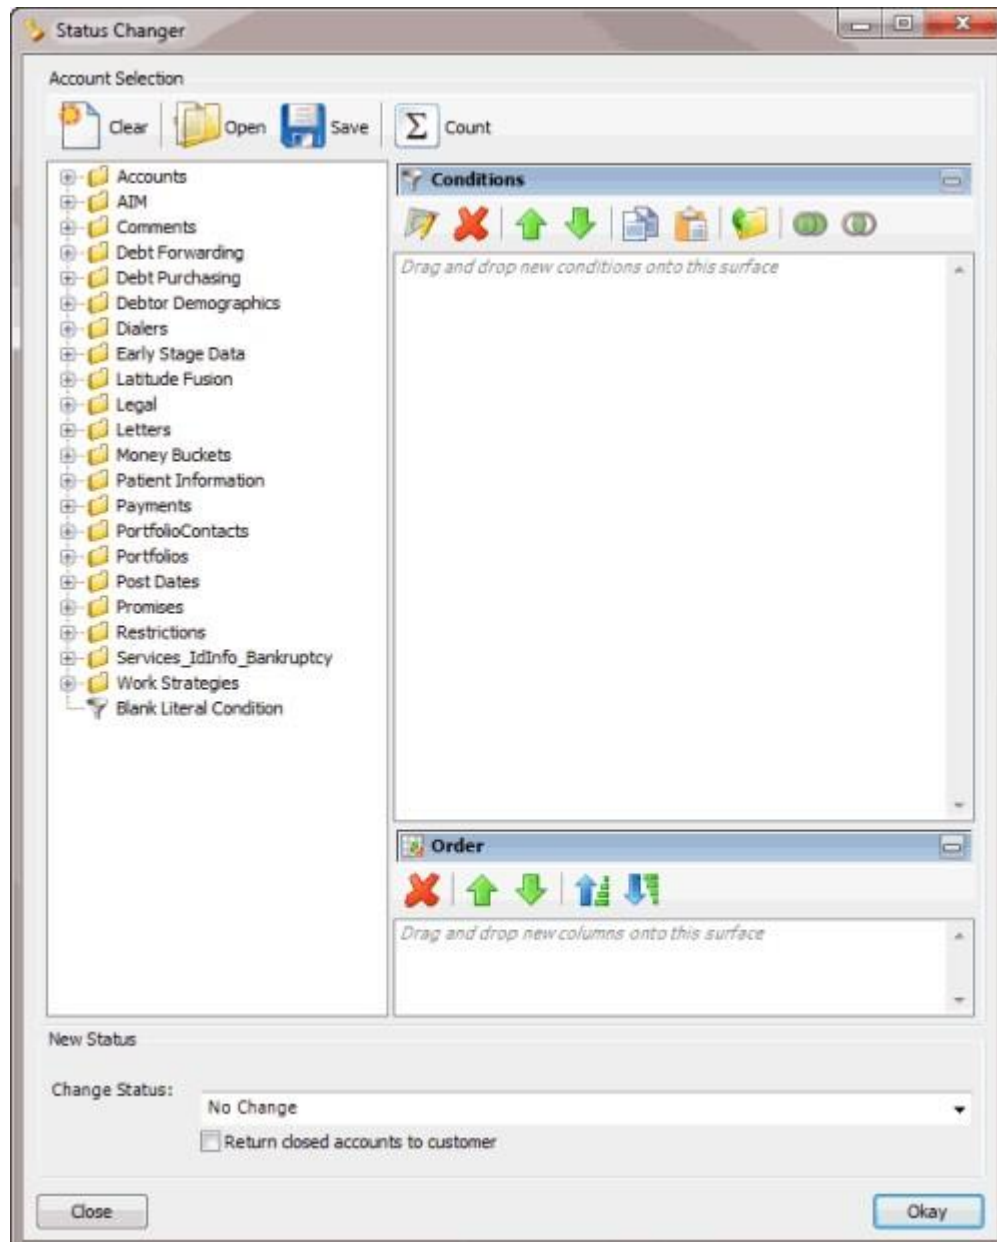 Status Changer
Account Selection
Clear Open Save Σ Count
Accounts
AIM
Comments
Debt Forwarding
Debt Purchasing
Debtor Demographics
Dialers
Early Stage Data
Latitude Fusion
Legal
Letters
Money Buckets
Patient Information
Payments
PortfolioContacts
Portfolios
Post Dates
Promises
Restrictions
Services_IdInfo_Bankruptcy
Work Strategies
Blank Literal Condition
Conditions
Drag and drop new conditions onto this surface
Order
Drag and drop new columns onto this surface
New Status
Change Status:
No Change
Return closed accounts to customer
Close
Okay